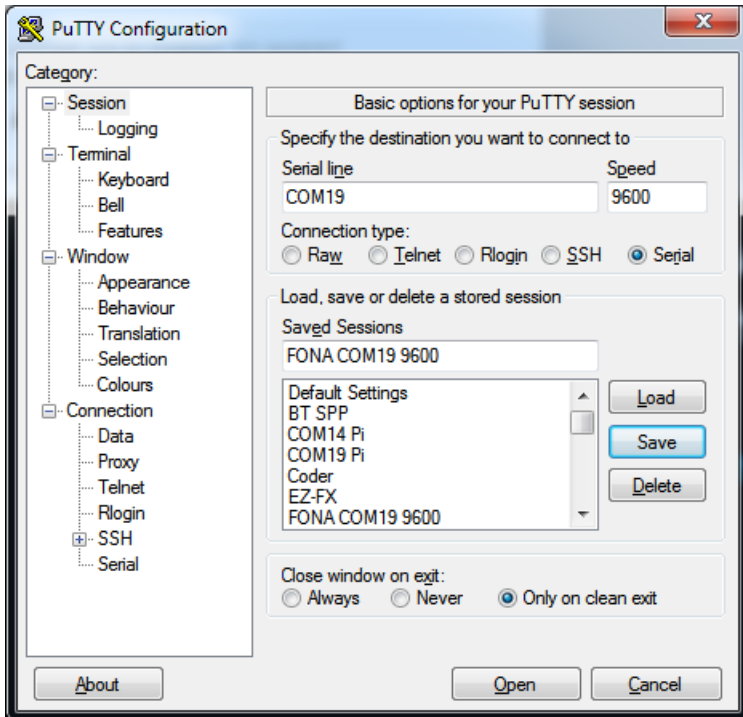 PuTTY Configuration
Category:
Session
Logging
Terminal
Keyboard
Bell
Features
Window
Appearance
Behaviour
Translation
Selection
Colours
Connection
Data
Proxy
Telnet
Rlogin
SSH
Serial
Basic options for your PuTTY session
Specify the destination you want to connect to
Serial line Speed
COM19 9600
Connection type:
Raw Telnet Rlogin SSH Serial
Load, save or delete a stored session
Saved Sessions
FONA COM19 9600
Default Settings
BT SPP
COM14 Pi
COM19 Pi
Coder
EZ-FX
FONA COM19 9600
Load
Save
Delete
Close window on exit:
Always Never Only on clean exit
About Open Cancel